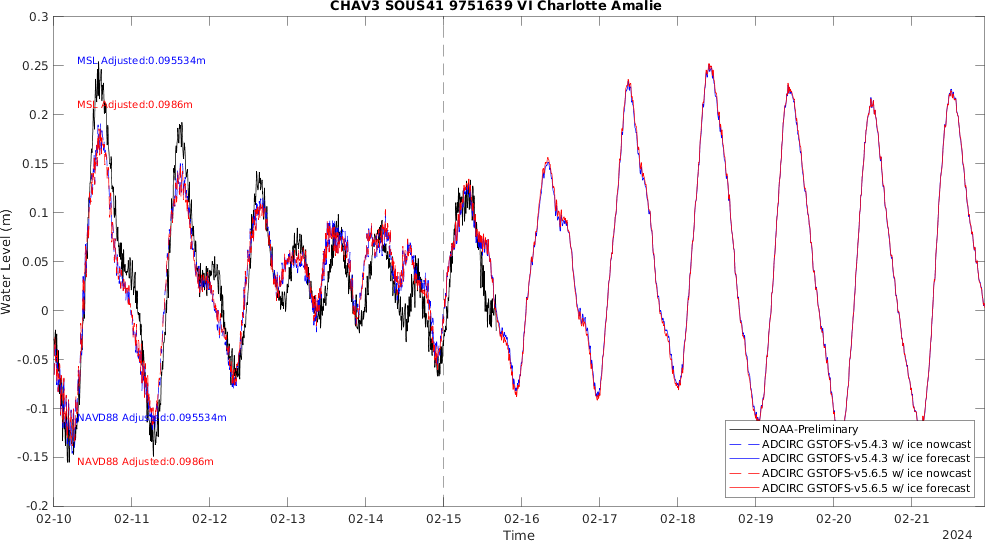 CHAV3 SOUS41 9751639 VI Charlotte Amalie
0.3
0.25
0.2
0.15
0.1
0.05
0
-0.05
-0.1
-0.15
-0.2
Water Level (m)
MSL Adjusted:0.095534m
MSL Adjusted:0.0986m
NAVD88 Adjusted:0.095534m
NAVD88 Adjusted:0.0986m
NOAA-Preliminary
ADCIRC GSTOFS-v5.4.3 w/ ice nowcast
ADCIRC GSTOFS-v5.4.3 w/ ice forecast
ADCIRC GSTOFS-v5.6.5 w/ ice nowcast
ADCIRC GSTOFS-v5.6.5 w/ ice forecast
02-10 02-11 02-12 02-13 02-14 02-15 02-16 02-17 02-18 02-19 02-20 02-21
Time
2024